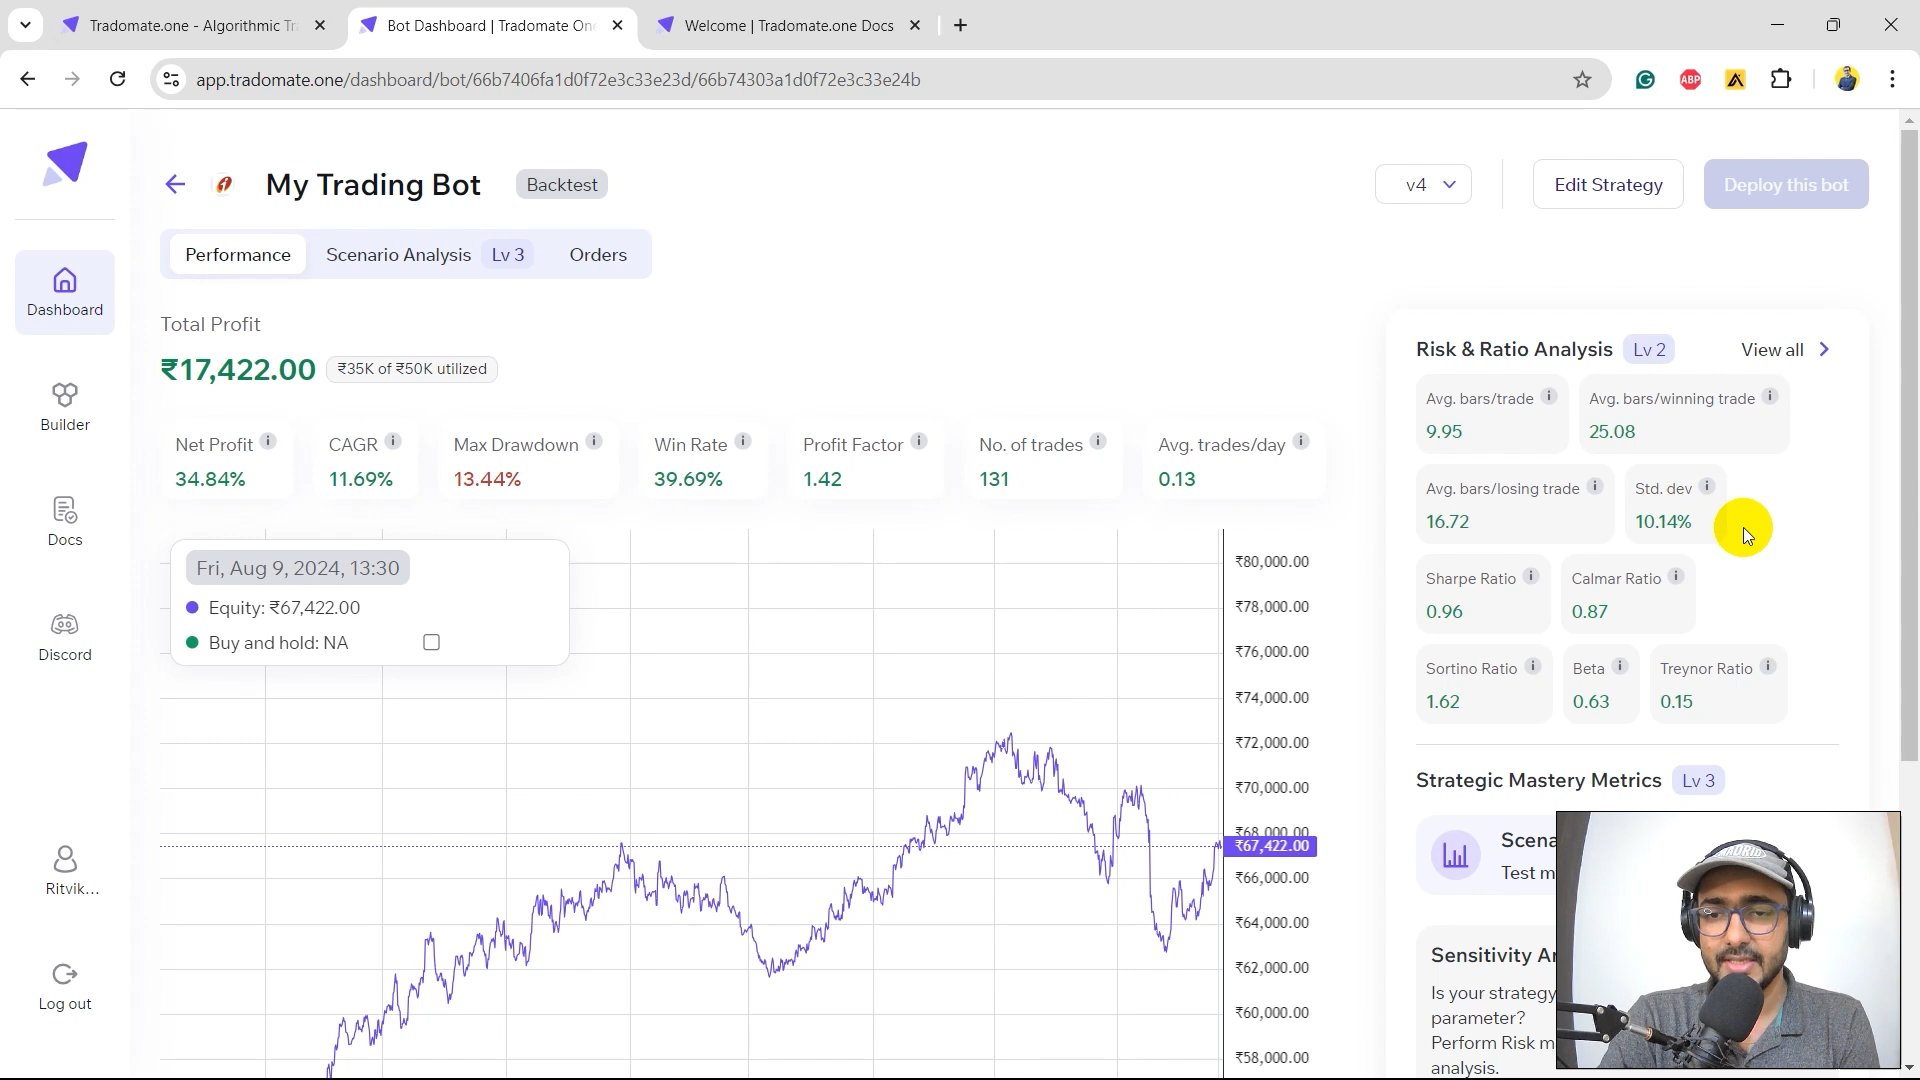 Tradomate.one - Algorithmic Tr
Bot Dashboard | Tradomate On
Welcome | Tradomate.one Docs
app.tradomate.one/dashboard/bot/66b7406fa1d0f72e3c33e23d/66b74303a1d0f72e3c33e24b
ABP
My Trading Bot
Backtest
v4
Edit Strategy
Deploy this bot
Performance
Scenario Analysis
Lv 3
Orders
Dashboard
Builder
Docs
Discord
Ritvik...
Log out
Total Profit
₹17,422.00
₹35K of ₹50K utilized
Net Profit
34.84%
CAGR
11.69%
Max Drawdown
13.44%
Win Rate
39.69%
Profit Factor
1.42
No. of trades
131
Avg. trades/day
0.13
Fri, Aug 9, 2024, 13:30
Equity: ₹67,422.00
Buy and hold: NA
₹80,000.00
₹78,000.00
₹76,000.00
₹74,000.00
₹72,000.00
₹70,000.00
₹68,000.00
₹67,422.00
₹66,000.00
₹64,000.00
₹62,000.00
₹60,000.00
₹58,000.00
Risk & Ratio Analysis
Lv 2
View all
Avg. bars/trade
9.95
Avg. bars/winning trade
25.08
Avg. bars/losing trade
16.72
Std. dev
10.14%
Sharpe Ratio
0.96
Calmar Ratio
0.87
Sortino Ratio
1.62
Beta
0.63
Treynor Ratio
0.15
Strategic Mastery Metrics
Lv 3
Scena
Test m
Sensitivity Ar
Is your strategy
parameter?
Perform Risk m
analysis.